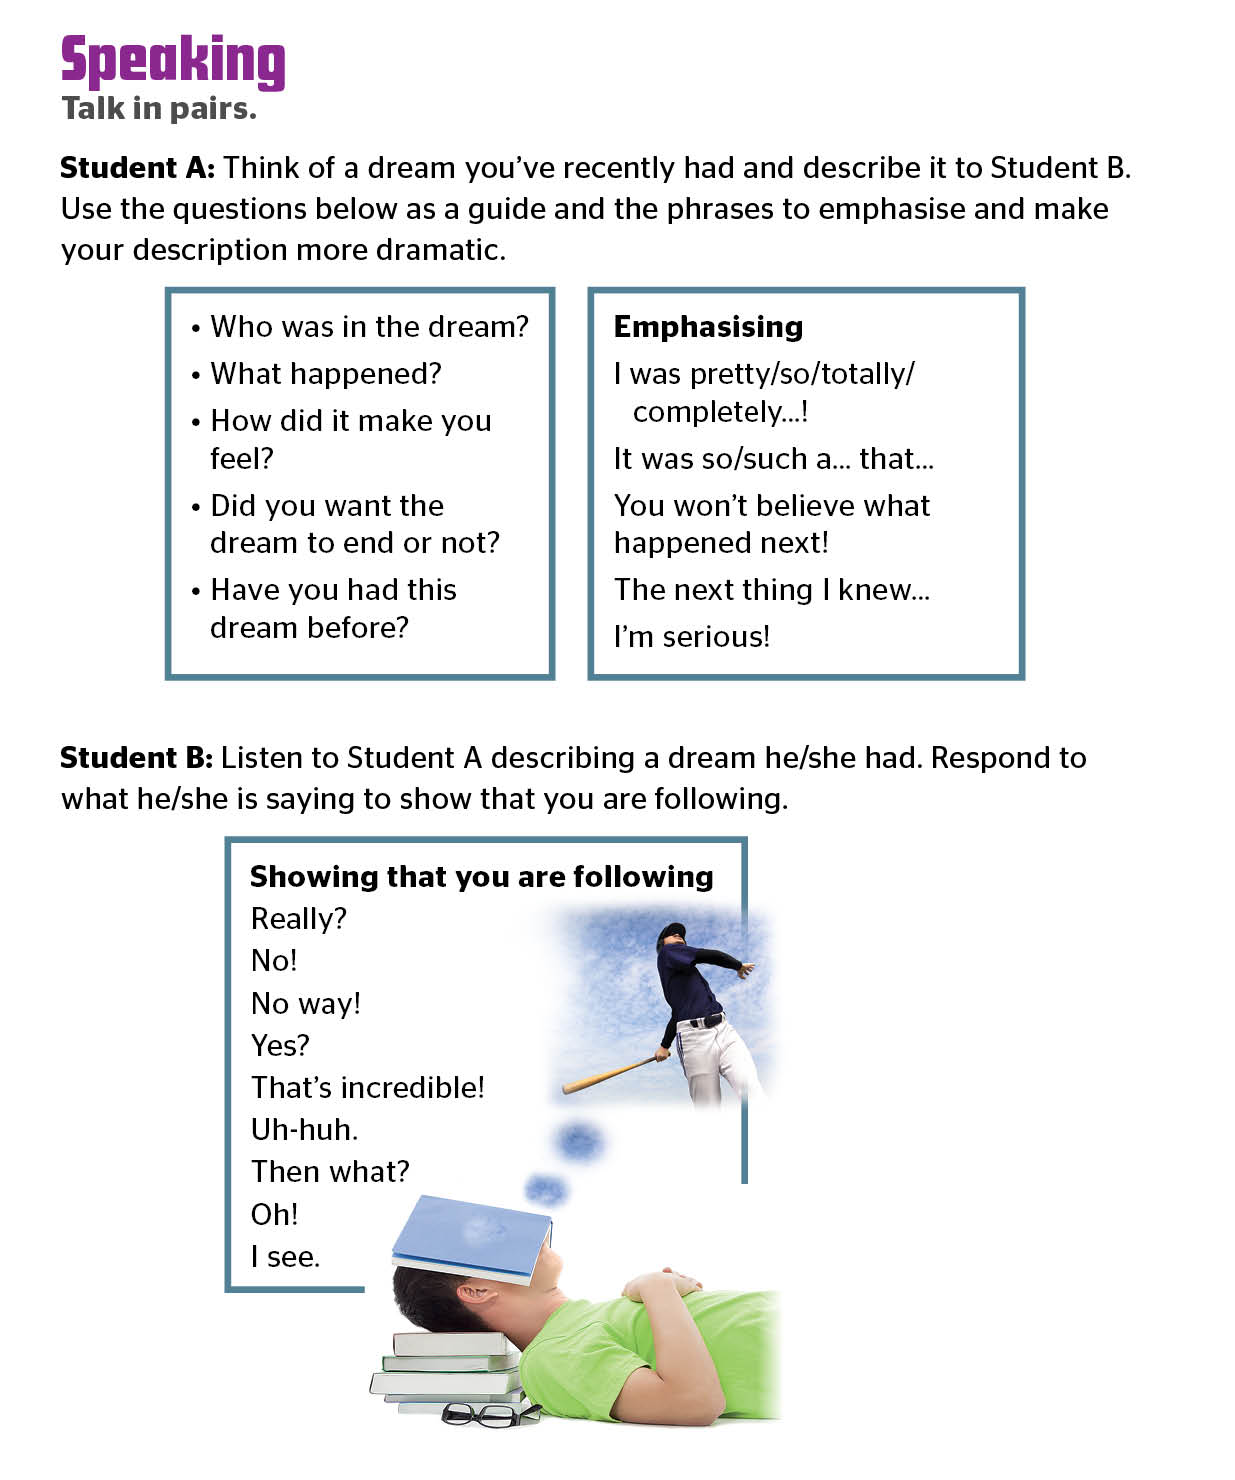 Speaking
Talk in pairs.
Student A: Think of a dream you’ve recently had and describe it to Student B.
Use the questions below as a guide and the phrases to emphasise and make
your description more dramatic.
• Who was in the dream?
• What happened?
• How did it make you
feel?
• Did you want the
dream to end or not?
• Have you had this
dream before?
Emphasising
I was pretty/so/totally/
completely...!
It was so/such a... that...
You won’t believe what
happened next!
The next thing I knew...
I’m serious!
Student B: Listen to Student A describing a dream he/she had. Respond to
what he/she is saying to show that you are following.
Showing that you are following
Really?
No!
No way!
Yes?
That’s incredible!
Uh-huh.
Then what?
Oh!
I see.